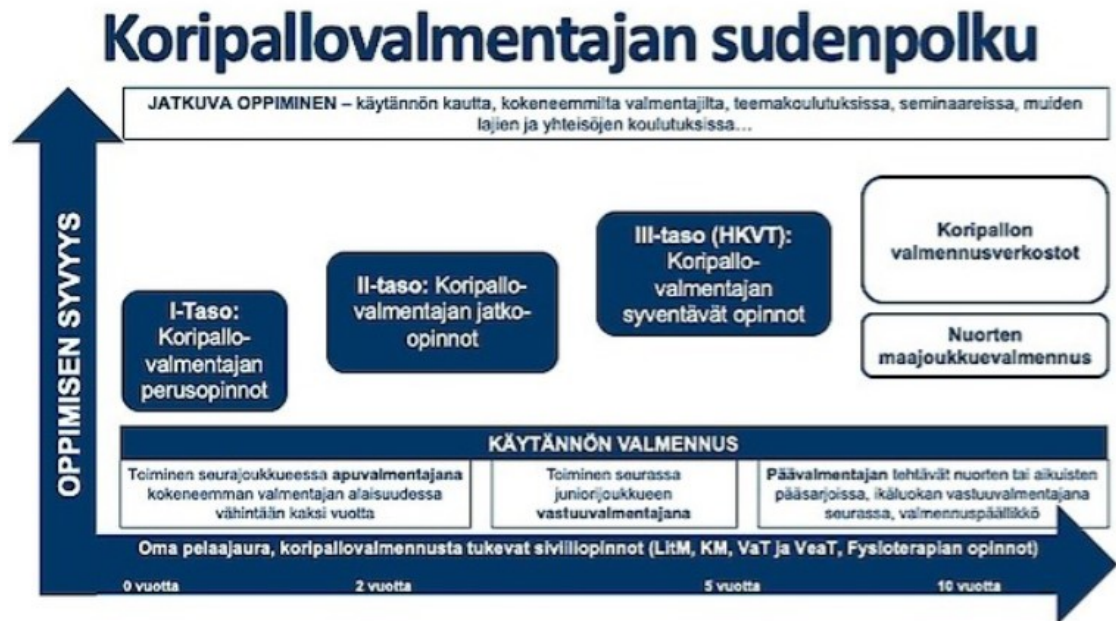 Koripallovalmentajan sudenpolku
JATKUVA OPPIMINEN – käytännön kautta, kokeneemmilta valmentajilta, teemakoulutuksissa, seminaareissa, muiden
lajien ja yhteisöjen koulutuksissa...
OPPIMISEN SYVYYS
I-Taso:
Koripallo-
valmentajan
perusopinnot
II-taso: Koripallo-
valmentajan jatko-
opinnot
III-taso (HKVT):
Koripallo-
valmentajan
syventävät opinnot
Koripallon
valmennusverkostot
Nuorten
maajoukkuevalmennus
KÄYTÄNNÖN VALMENNUS
Toiminen seurajoukkueessa apuvalmentajana
kokeneemman valmentajan alaisuudessa
vähintään kaksi vuotta
Toiminen seurassa
juniorijoukkueen
vastuuvalmentajana
Päävalmentajan tehtävät nuorten tai aikuisten
pääsarjoissa, ikäluokan vastuuvalmentajana
seurassa, valmennuspäällikkö
Oma pelaajaura, koripallovalmennusta tukevat siviiliopinnot (LitM, KM, VaT ja VeaT, Fysioterapian opinnot)
0 vuotta
2 vuotta
5 vuotta
10 vuotta